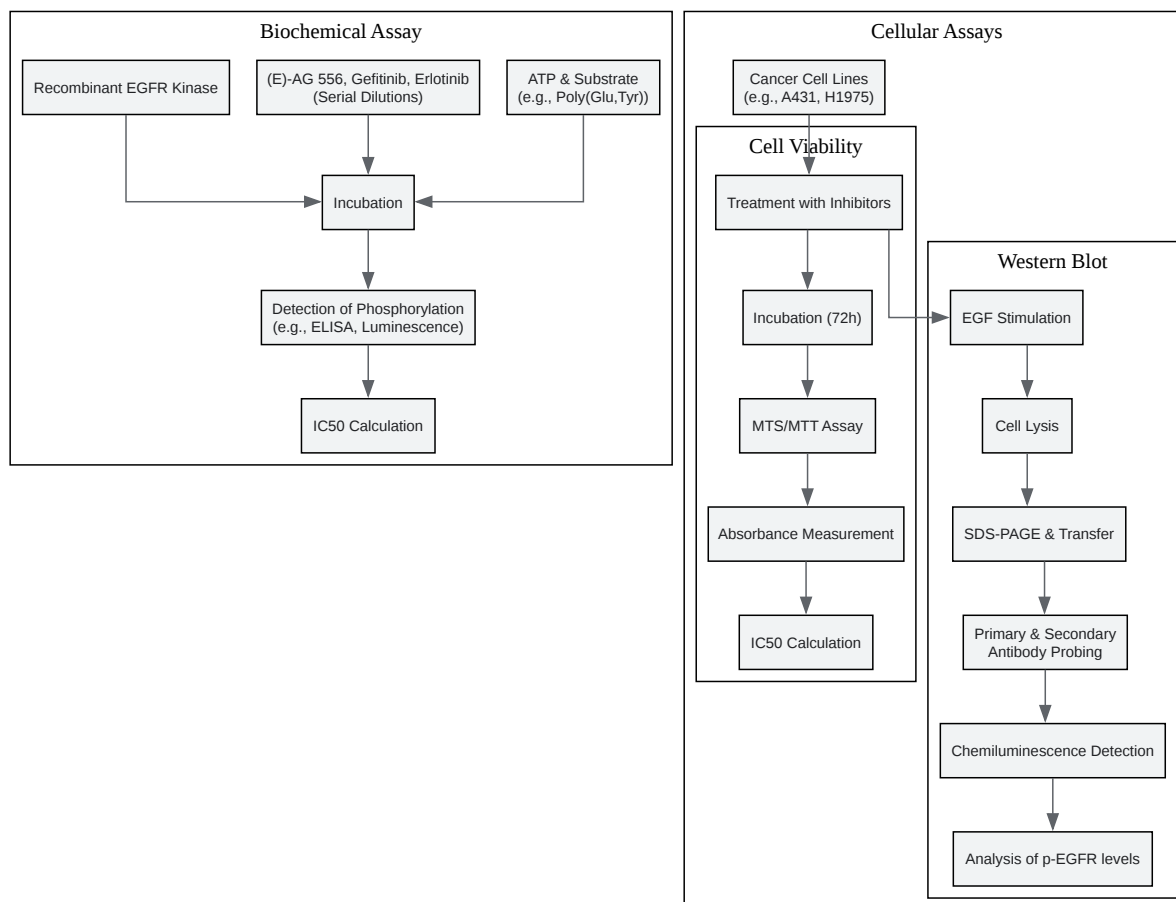 Biochemical Assay
Recombinant EGFR Kinase
(E)-AG 556, Gefitinib, Erlotinib
(Serial Dilutions)
ATP & Substrate
(e.g., Poly(Glu,Tyr))
Incubation
Detection of Phosphorylation
(e.g., ELISA, Luminescence)
IC50 Calculation
Cellular Assays
Cancer Cell Lines
(e.g., A431, H1975)
Cell Viability
Treatment with Inhibitors
Incubation (72h)
MTS/MTT Assay
Absorbance Measurement
IC50 Calculation
Western Blot
EGF Stimulation
Cell Lysis
SDS-PAGE & Transfer
Primary & Secondary
Antibody Probing
Chemiluminescence Detection
Analysis of p-EGFR levels